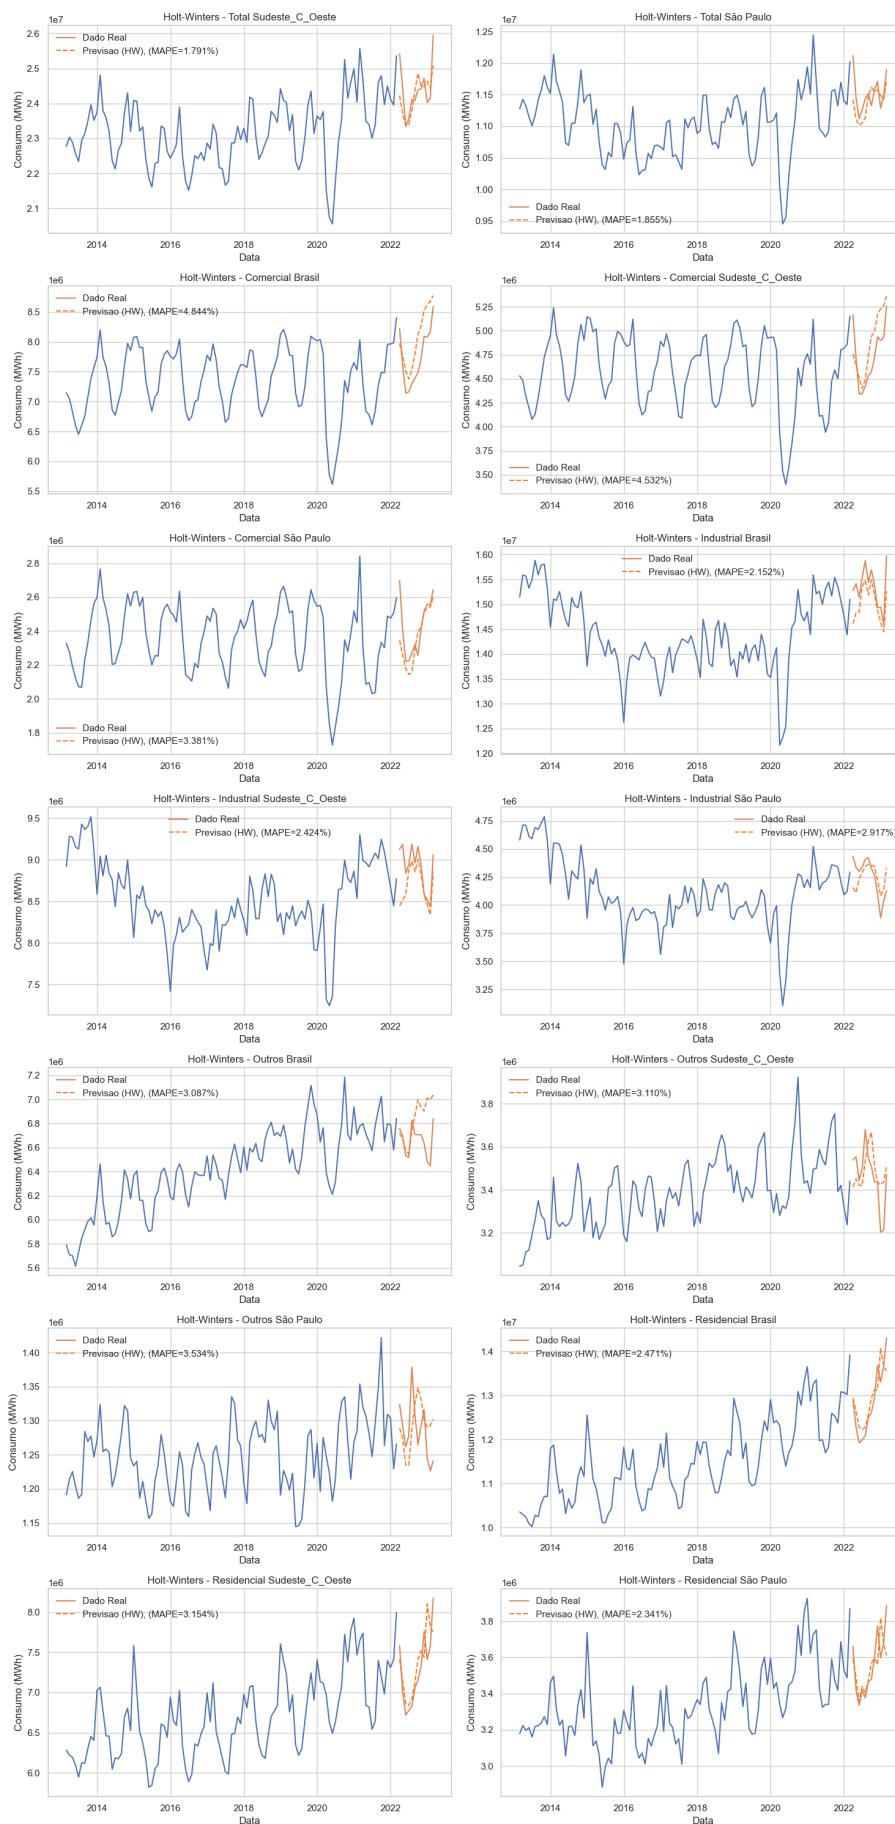 Holt-Winters - Total Sudeste_C_Oeste
1e7
Dado Real
Previsao (HW), (MAPE=1.791%)
Consumo (MWh)
2.6
2.5
2.4
2.3
2.2
2.1
2014
2016
2018
2020
2022
Data
Holt-Winters - Total São Paulo
1e7
Dado Real
Previsao (HW), (MAPE=1.855%)
Consumo (MWh)
1.25
1.20
1.15
1.10
1.05
1.00
0.95
2014
2016
2018
2020
2022
Data
Holt-Winters - Comercial Brasil
1e6
Dado Real
Previsao (HW), (MAPE=4.844%)
Consumo (MWh)
8.5
8.0
7.5
7.0
6.5
6.0
5.5
2014
2016
2018
2020
2022
Data
Holt-Winters - Comercial Sudeste_C_Oeste
1e6
Dado Real
Previsao (HW), (MAPE=4.532%)
Consumo (MWh)
5.25
5.00
4.75
4.50
4.25
4.00
3.75
3.50
2014
2016
2018
2020
2022
Data
Holt-Winters - Comercial São Paulo
1e6
Dado Real
Previsao (HW), (MAPE=3.381%)
Consumo (MWh)
2.8
2.6
2.4
2.2
2.0
1.8
2014
2016
2018
2020
2022
Data
Holt-Winters - Industrial Brasil
1e7
Dado Real
Previsao (HW), (MAPE=2.152%)
Consumo (MWh)
1.60
1.55
1.50
1.45
1.40
1.35
1.30
1.25
1.20
2014
2016
2018
2020
2022
Data
Holt-Winters - Industrial Sudeste_C_Oeste
1e6
Dado Real
Previsao (HW), (MAPE=2.424%)
Consumo (MWh)
9.5
9.0
8.5
8.0
7.5
2014
2016
2018
2020
2022
Data
Holt-Winters - Industrial São Paulo
1e6
Dado Real
Previsao (HW), (MAPE=2.917%)
Consumo (MWh)
4.75
4.50
4.25
4.00
3.75
3.50
3.25
2014
2016
2018
2020
2022
Data
Holt-Winters - Outros Brasil
1e6
Dado Real
Previsao (HW), (MAPE=3.087%)
Consumo (MWh)
7.2
7.0
6.8
6.6
6.4
6.2
6.0
5.8
5.6
2014
2016
2018
2020
2022
Data
Holt-Winters - Outros Sudeste_C_Oeste
1e6
Dado Real
Previsao (HW), (MAPE=3.110%)
Consumo (MWh)
3.8
3.6
3.4
3.2
2014
2016
2018
2020
2022
Data
Holt-Winters - Outros São Paulo
1e6
Dado Real
Previsao (HW), (MAPE=3.534%)
Consumo (MWh)
1.40
1.35
1.30
1.25
1.20
1.15
2014
2016
2018
2020
2022
Data
Holt-Winters - Residencial Brasil
1e7
Dado Real
Previsao (HW), (MAPE=2.471%)
Consumo (MWh)
1.4
1.3
1.2
1.1
1.0
2014
2016
2018
2020
2022
Data
Holt-Winters - Residencial Sudeste_C_Oeste
1e6
Dado Real
Previsao (HW), (MAPE=3.154%)
Consumo (MWh)
8.0
7.5
7.0
6.5
6.0
2014
2016
2018
2020
2022
Data
Holt-Winters - Residencial São Paulo
1e6
Dado Real
Previsao (HW), (MAPE=2.341%)
Consumo (MWh)
3.8
3.6
3.4
3.2
3.0
2014
2016
2018
2020
2022
Data